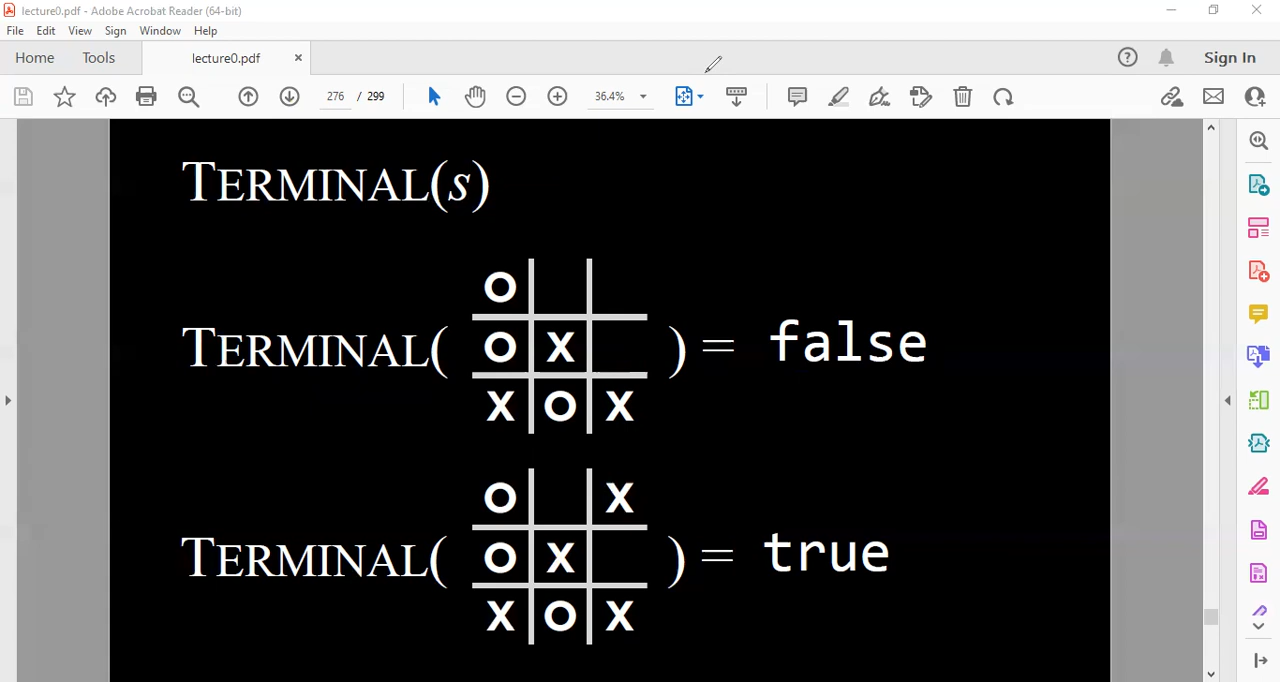 lecture0.pdf - Adobe Acrobat Reader (64-bit)
File Edit View Sign Window Help
Home Tools lecture0.pdf × Sign In
276 / 299 36.4%
TERMINAL(s)
O
TERMINAL( O X ) = false
X O X
O X
TERMINAL( O X ) = true
X O X